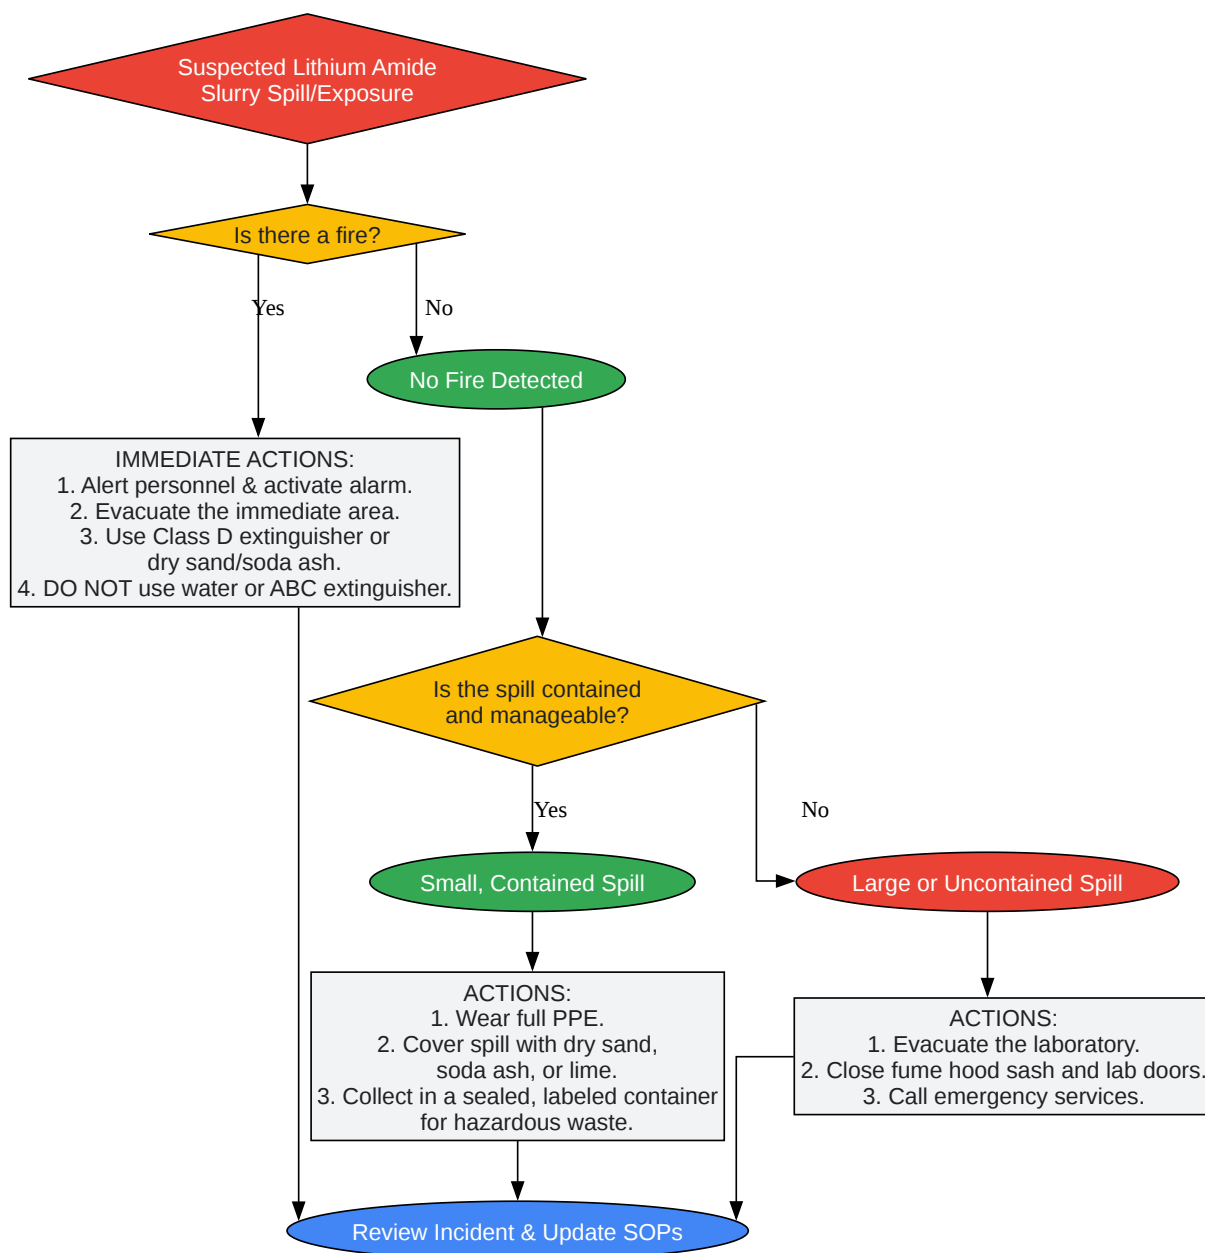 Suspected Lithium Amide
Slurry Spill/Exposure
Is there a fire?
Yes
No
No Fire Detected
IMMEDIATE ACTIONS:
1. Alert personnel & activate alarm.
2. Evacuate the immediate area.
3. Use Class D extinguisher or
dry sand/soda ash.
4. DO NOT use water or ABC extinguisher.
Is the spill contained
and manageable?
Yes
No
Small, Contained Spill
Large or Uncontained Spill
ACTIONS:
1. Wear full PPE.
2. Cover spill with dry sand,
soda ash, or lime.
3. Collect in a sealed, labeled container
for hazardous waste.
ACTIONS:
1. Evacuate the laboratory.
2. Close fume hood sash and lab doors.
3. Call emergency services.
Review Incident & Update SOPs